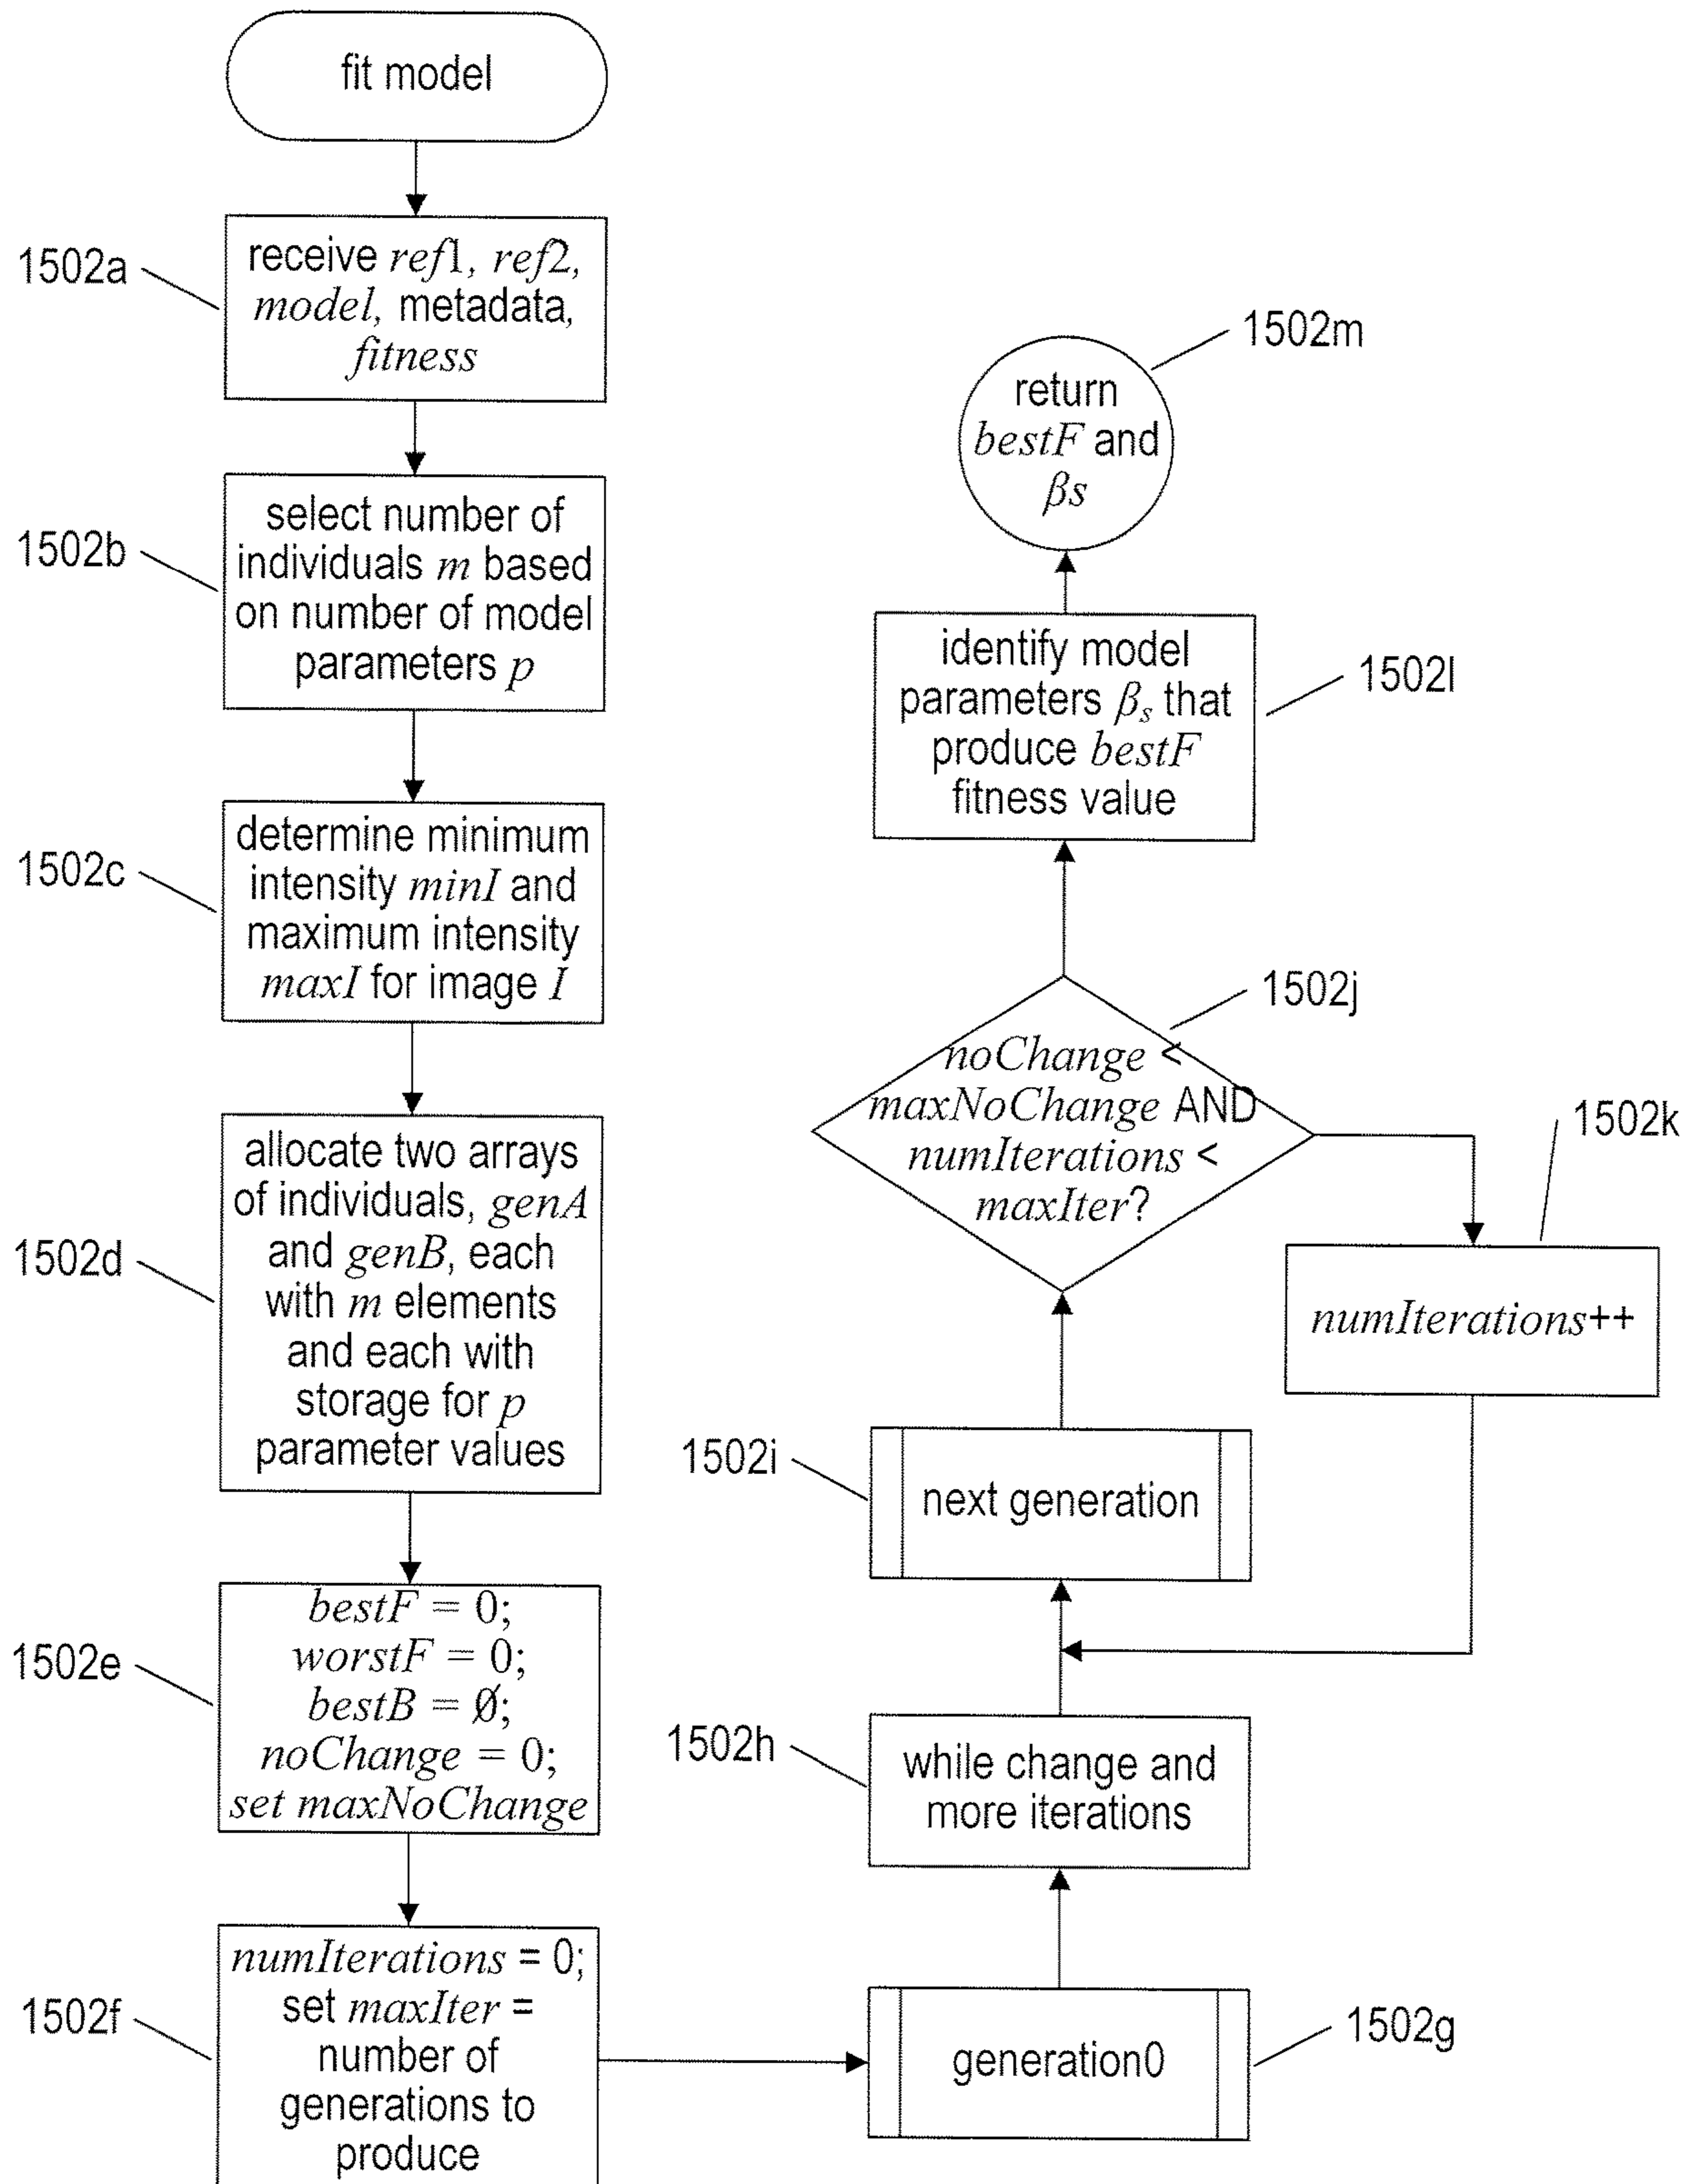 fit model
1502a
receive ref1, ref2,
model, metadata,
fitness
1502b
select number of
individuals m based
on number of model
parameters p
1502c
determine minimum
intensity minI and
maximum intensity
maxI for image I
1502d
allocate two arrays
of individuals, genA
and genB, each
with m elements
and each with
storage for p
parameter values
1502e
bestF = 0;
worstF = 0;
bestB = Ø;
noChange = 0;
set maxNoChange
1502f
numIterations = 0;
set maxIter =
number of
generations to
produce
1502m
return
bestF and
βs
1502l
identify model
parameters βs that
produce bestF
fitness value
1502j
noChange <
maxNoChange AND
numIterations <
maxIter?
1502k
numIterations++
1502i
next generation
1502h
while change and
more iterations
1502g
generation0